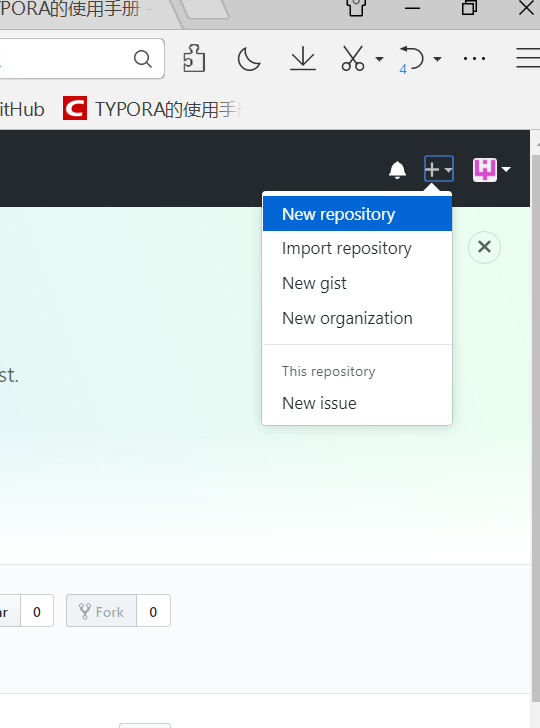 YPORA的使用手册
4
itHub
TYPORA的使用手
New repository
Import repository
New gist
New organization
st.
This repository
New issue
ar 0
Fork 0